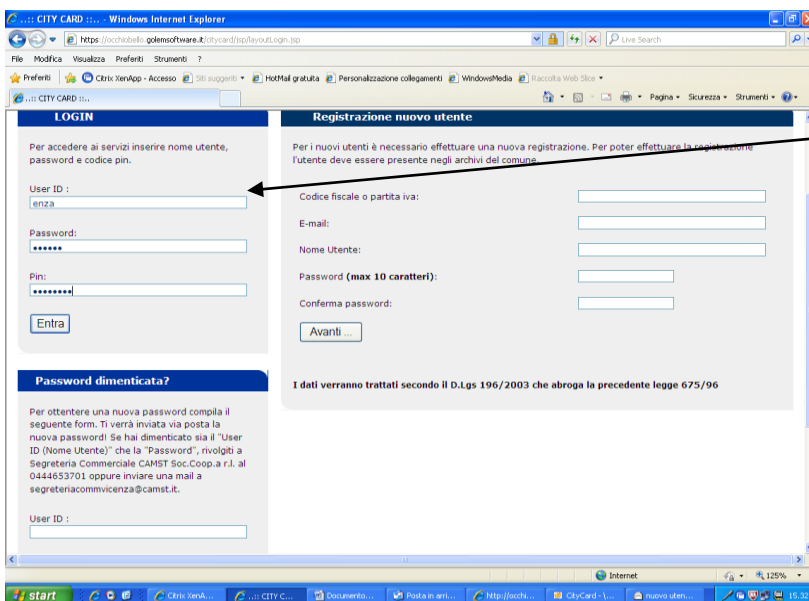 ..:: CITY CARD ::.. - Windows Internet Explorer
https://occhiobello.golemsoftware.it/citycard/jsp/layoutLogin.jsp
Live Search
File Modifica Visualizza Preferiti Strumenti ?
Preferiti Citrix XenApp - Accesso Siti suggeriti HotMail gratuita Personalizzazione collegamenti WindowsMedia Raccolta Web Slice
..:: CITY CARD ::.. Pagina Sicurezza Strumenti
LOGIN
Per accedere ai servizi inserire nome utente,
password e codice pin.
User ID :
enza
Password:
••••••
Pin:
••••••••
Entra
Registrazione nuovo utente
Per i nuovi utenti è necessario effettuare una nuova registrazione. Per poter effettuare la registrazione
l'utente deve essere presente negli archivi del comune.
Codice fiscale o partita iva:
E-mail:
Nome Utente:
Password (max 10 caratteri):
Conferma password:
Avanti ...
I dati verranno trattati secondo il D.Lgs 196/2003 che abroga la precedente legge 675/96
Password dimenticata?
Per ottentere una nuova password compila il
seguente form. Ti verrà inviata via posta la
nuova password! Se hai dimenticato sia il "User
ID (Nome Utente)" che la "Password", rivolgiti a
Segreteria Commerciale CAMST Soc.Coop.a r.l. al
0444653701 oppure inviare una mail a
segreteriacommvicenza@camst.it.
User ID :
Internet 125%
start Citrix XenA... ..:: CITY C... Documento... Posta in arri... http://occhi... CityCard - \... nuovo uten... 15.32